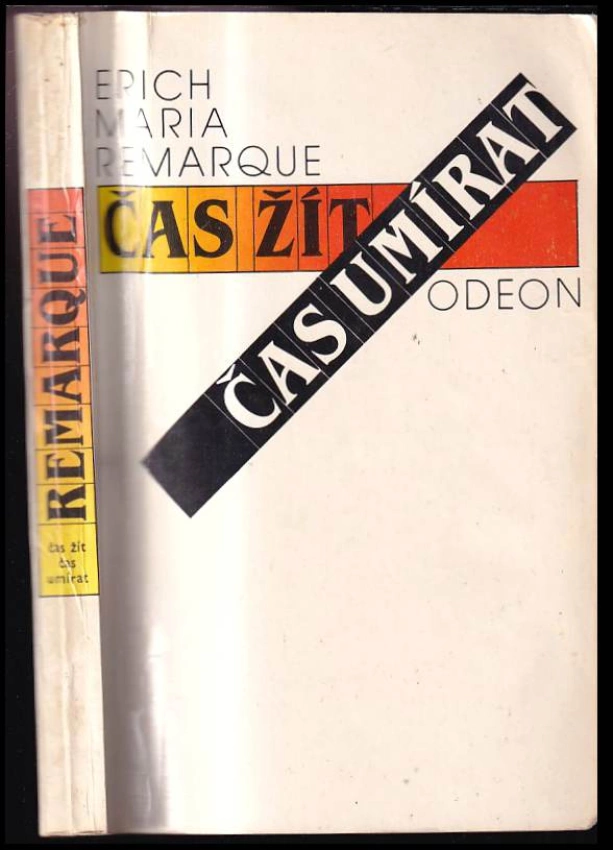 ERICH
MARIA
REMARQUE
ČAS ŽÍT
ČAS UMÍRAT
ODEON
REMARQUE
čas žít
čas
umírat